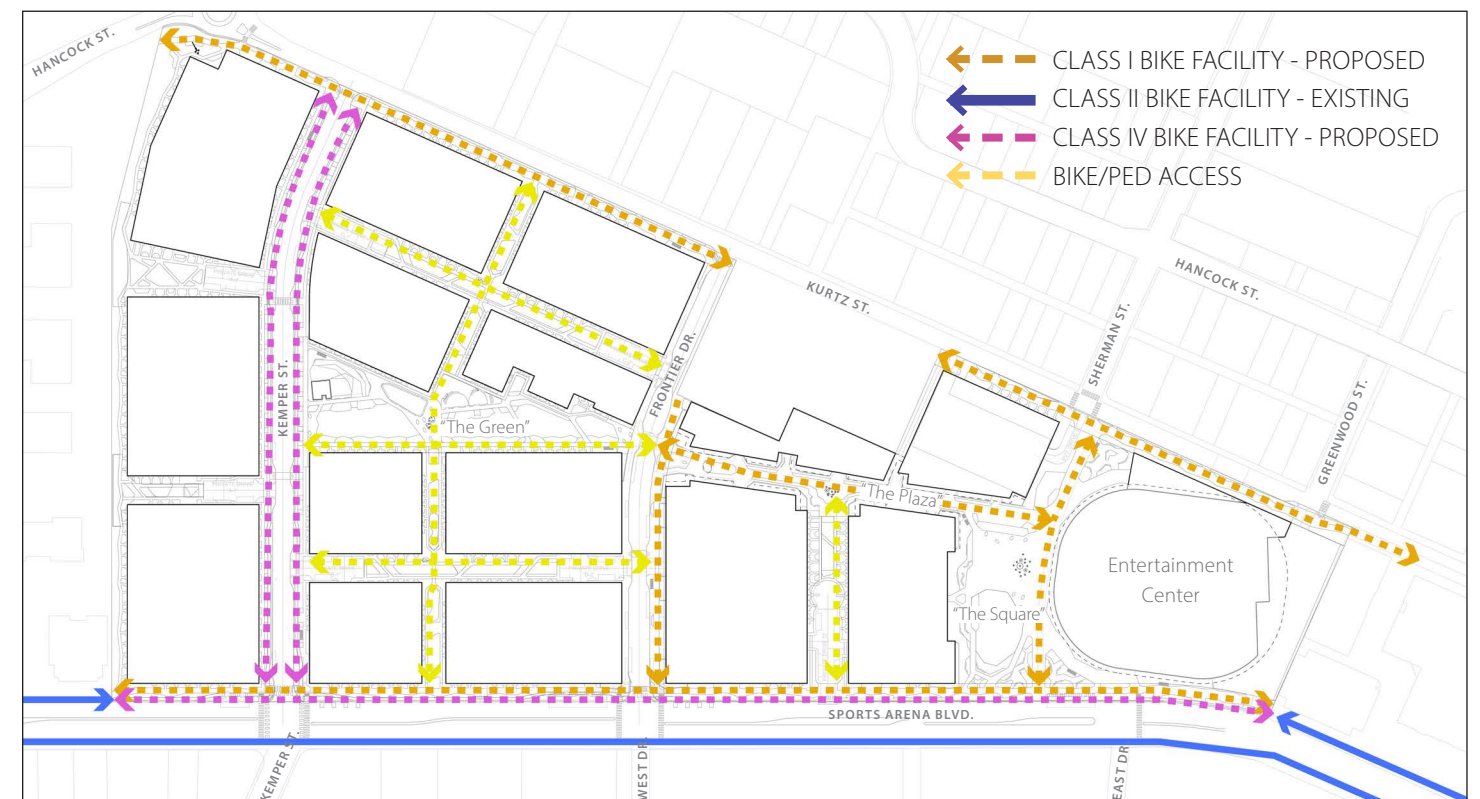 HANCOCK ST.
CLASS I BIKE FACILITY - PROPOSED
CLASS II BIKE FACILITY - EXISTING
CLASS IV BIKE FACILITY - PROPOSED
BIKE/PED ACCESS
HANCOCK ST.
KURTZ ST.
SHERMAN ST.
GREENWOOD ST.
FRONTIER DR.
KEMPER ST.
"The Green"
"The Plaza"
"The Square"
Entertainment
Center
SPORTS ARENA BLVD.
KEMPER ST.
WEST DR.
EAST DR.